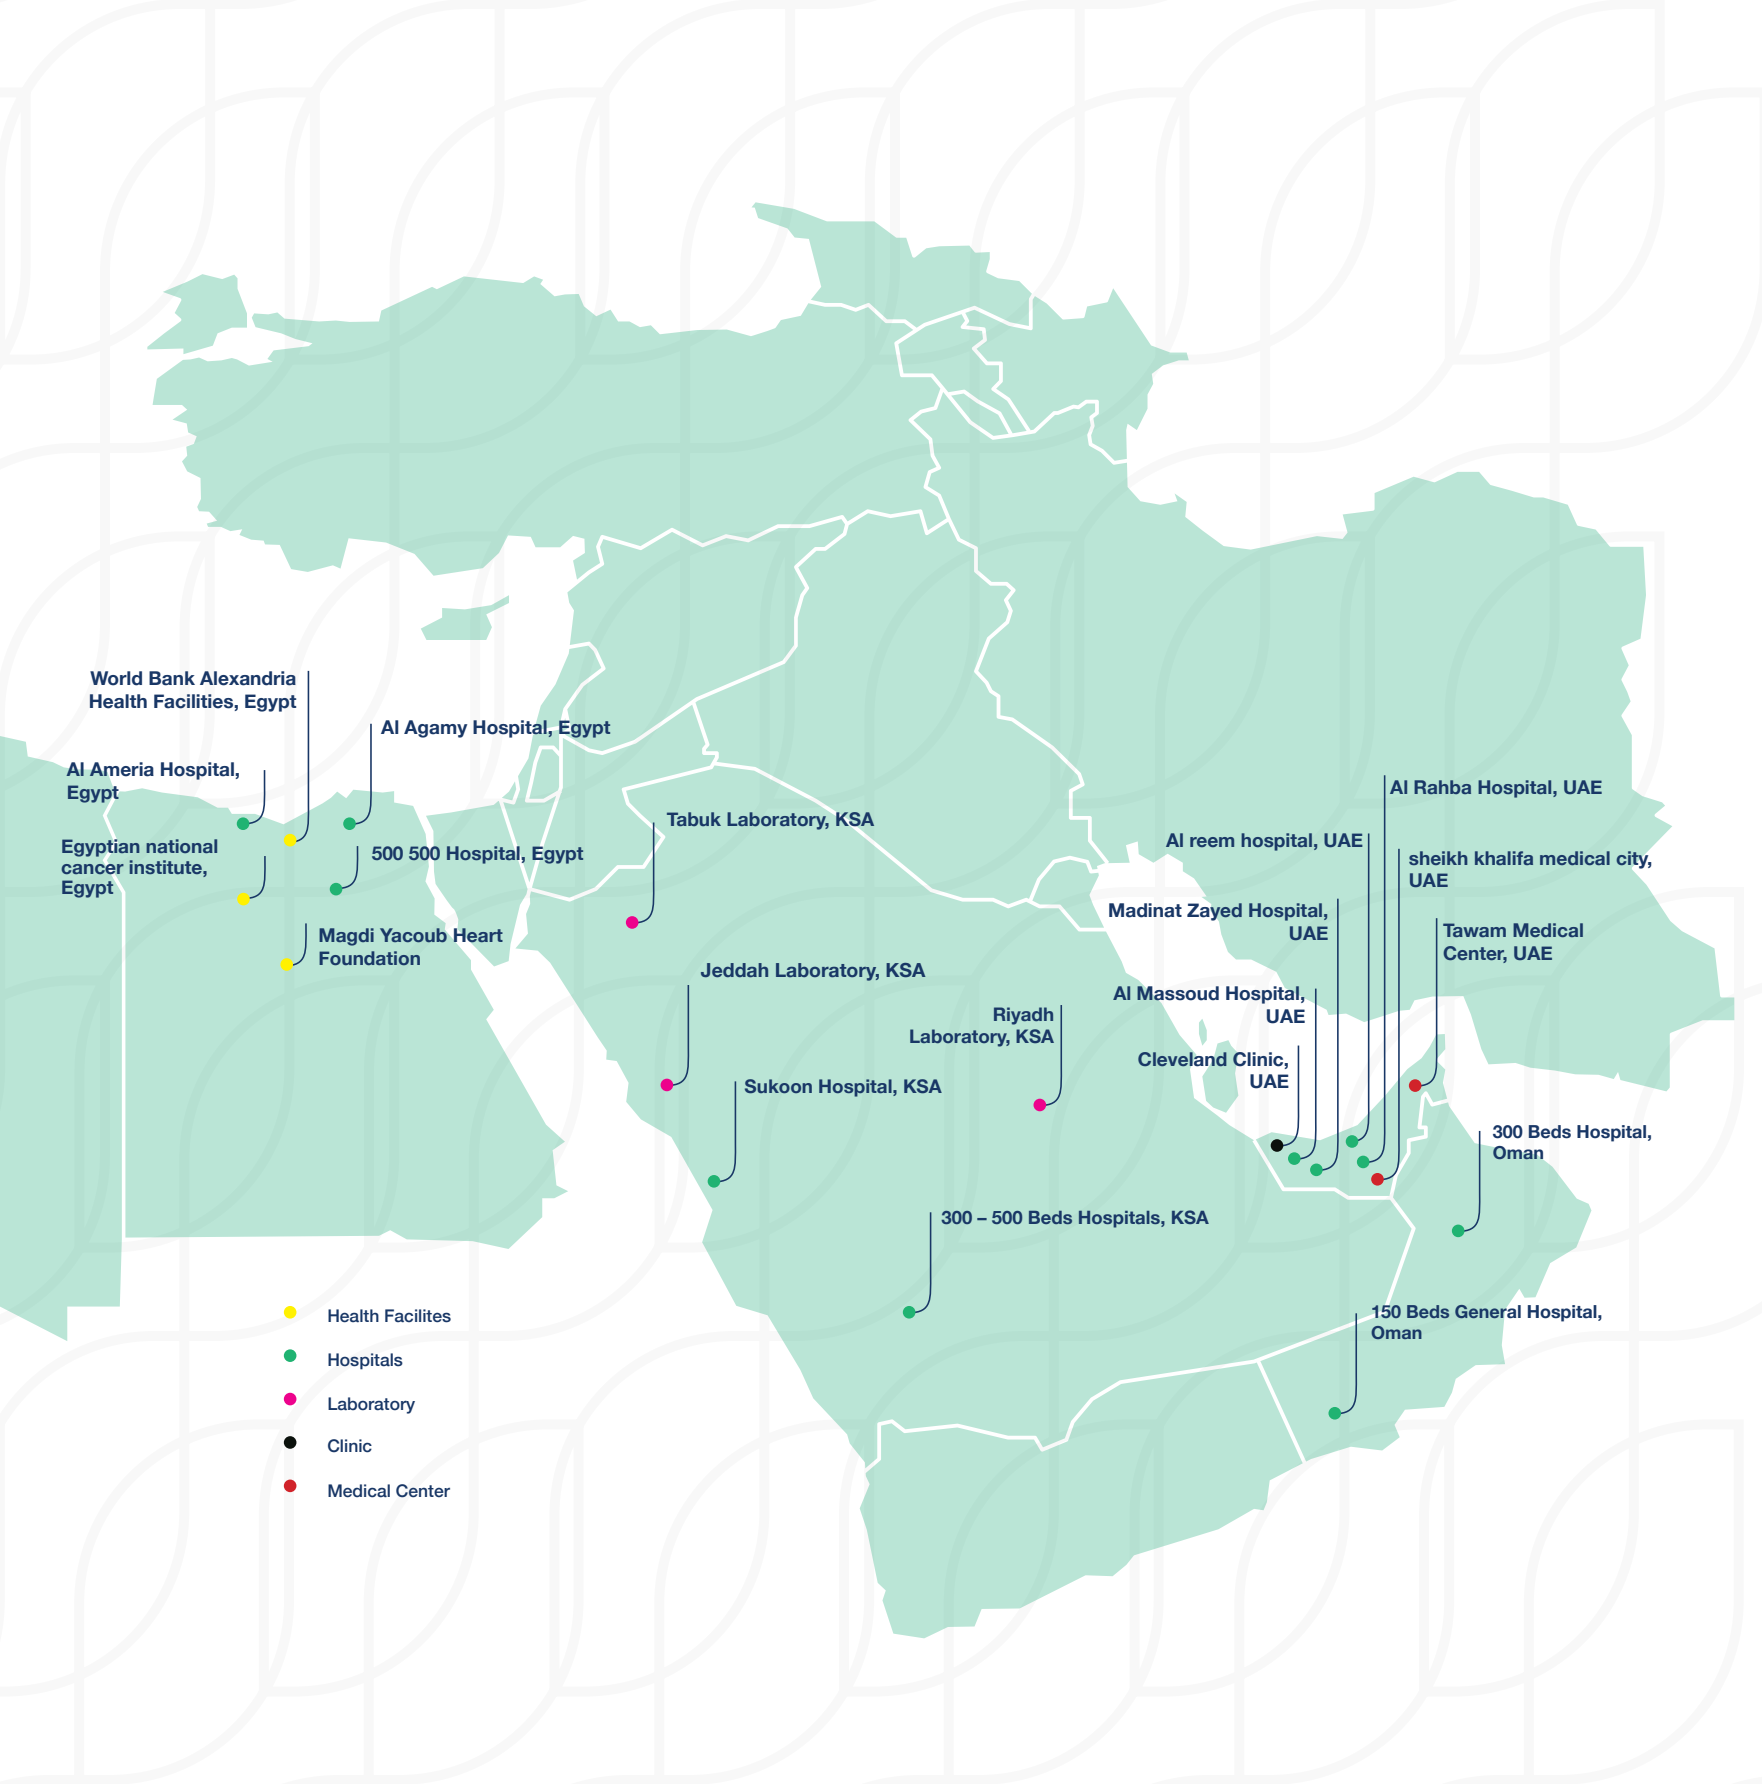 World Bank Alexandria
Health Facilities, Egypt
Al Agamy Hospital, Egypt
Al Ameria Hospital,
Egypt
Egyptian national
cancer institute,
Egypt
500 500 Hospital, Egypt
Magdi Yacoub Heart
Foundation
Tabuk Laboratory, KSA
Jeddah Laboratory, KSA
Riyadh
Laboratory, KSA
Sukoon Hospital, KSA
300 – 500 Beds Hospitals, KSA
Al Rahba Hospital, UAE
Al reem hospital, UAE
sheikh khalifa medical city,
UAE
Madinat Zayed Hospital,
UAE
Tawam Medical
Center, UAE
Al Massoud Hospital,
UAE
Cleveland Clinic,
UAE
300 Beds Hospital,
Oman
150 Beds General Hospital,
Oman
Health Facilites
Hospitals
Laboratory
Clinic
Medical Center